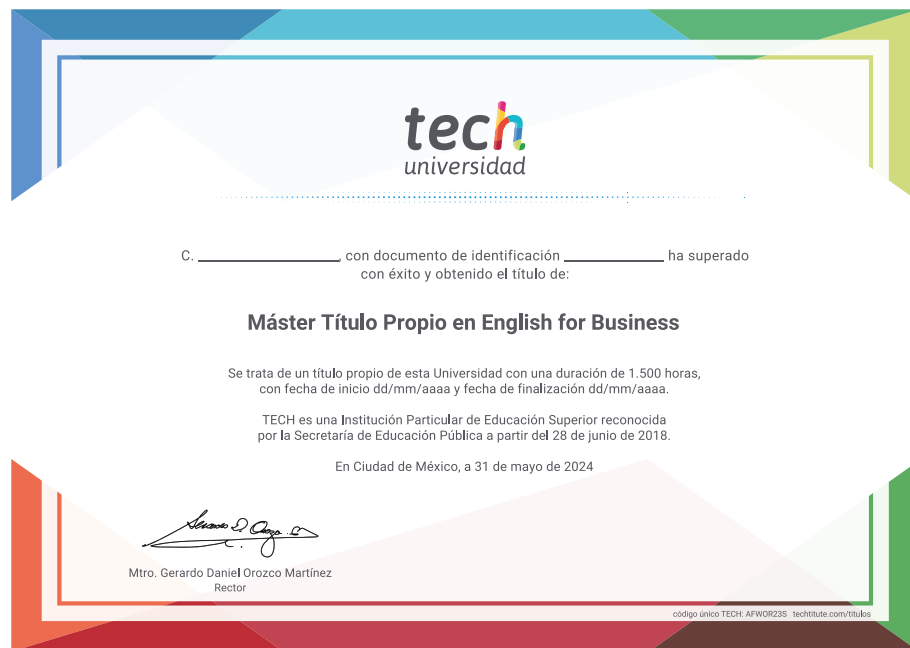 tech
universidad
C. ____________, con documento de identificación ____________ ha superado
con éxito y obtenido el título de:
Máster Título Propio en English for Business
Se trata de un título propio de esta Universidad con una duración de 1.500 horas,
con fecha de inicio dd/mm/aaaa y fecha de finalización dd/mm/aaaa.
TECH es una Institución Particular de Educación Superior reconocida
por la Secretaría de Educación Pública a partir del 28 de junio de 2018.
En Ciudad de México, a 31 de mayo de 2024
Mtro. Gerardo Daniel Orozco Martínez
Rector
código único TECH: AFWOR23S techtitute.com/titulos